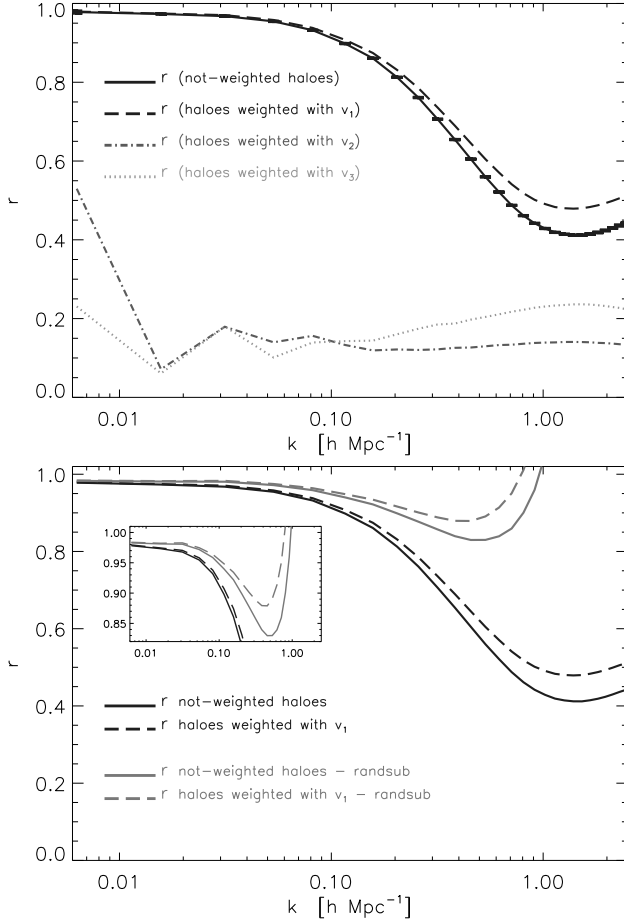 1.0
0.8
0.6
0.4
0.2
0.0
r
r (not-weighted haloes)
r (haloes weighted with v₁)
r (haloes weighted with v₂)
r (haloes weighted with v₃)
0.01 0.10 1.00
k [h Mpc⁻¹]
1.0
0.8
0.6
0.4
0.2
0.0
r
1.00
0.95
0.90
0.85
0.01 0.10 1.00
r not-weighted haloes
r haloes weighted with v₁
r not-weighted haloes – randsub
r haloes weighted with v₁ – randsub
0.01 0.10 1.00
k [h Mpc⁻¹]